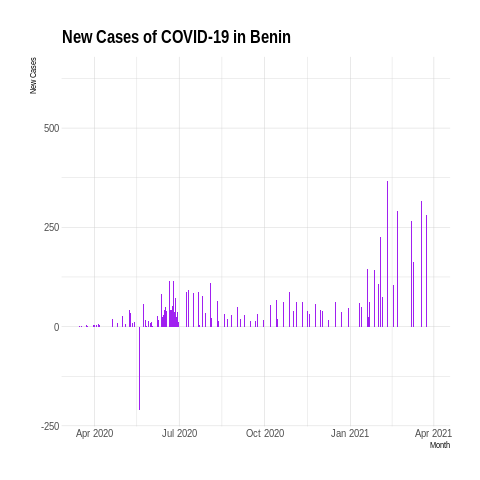 New Cases of COVID-19 in Benin
New Cases
500
250
0
-250
Apr 2020 Jul 2020 Oct 2020 Jan 2021 Apr 2021
Month